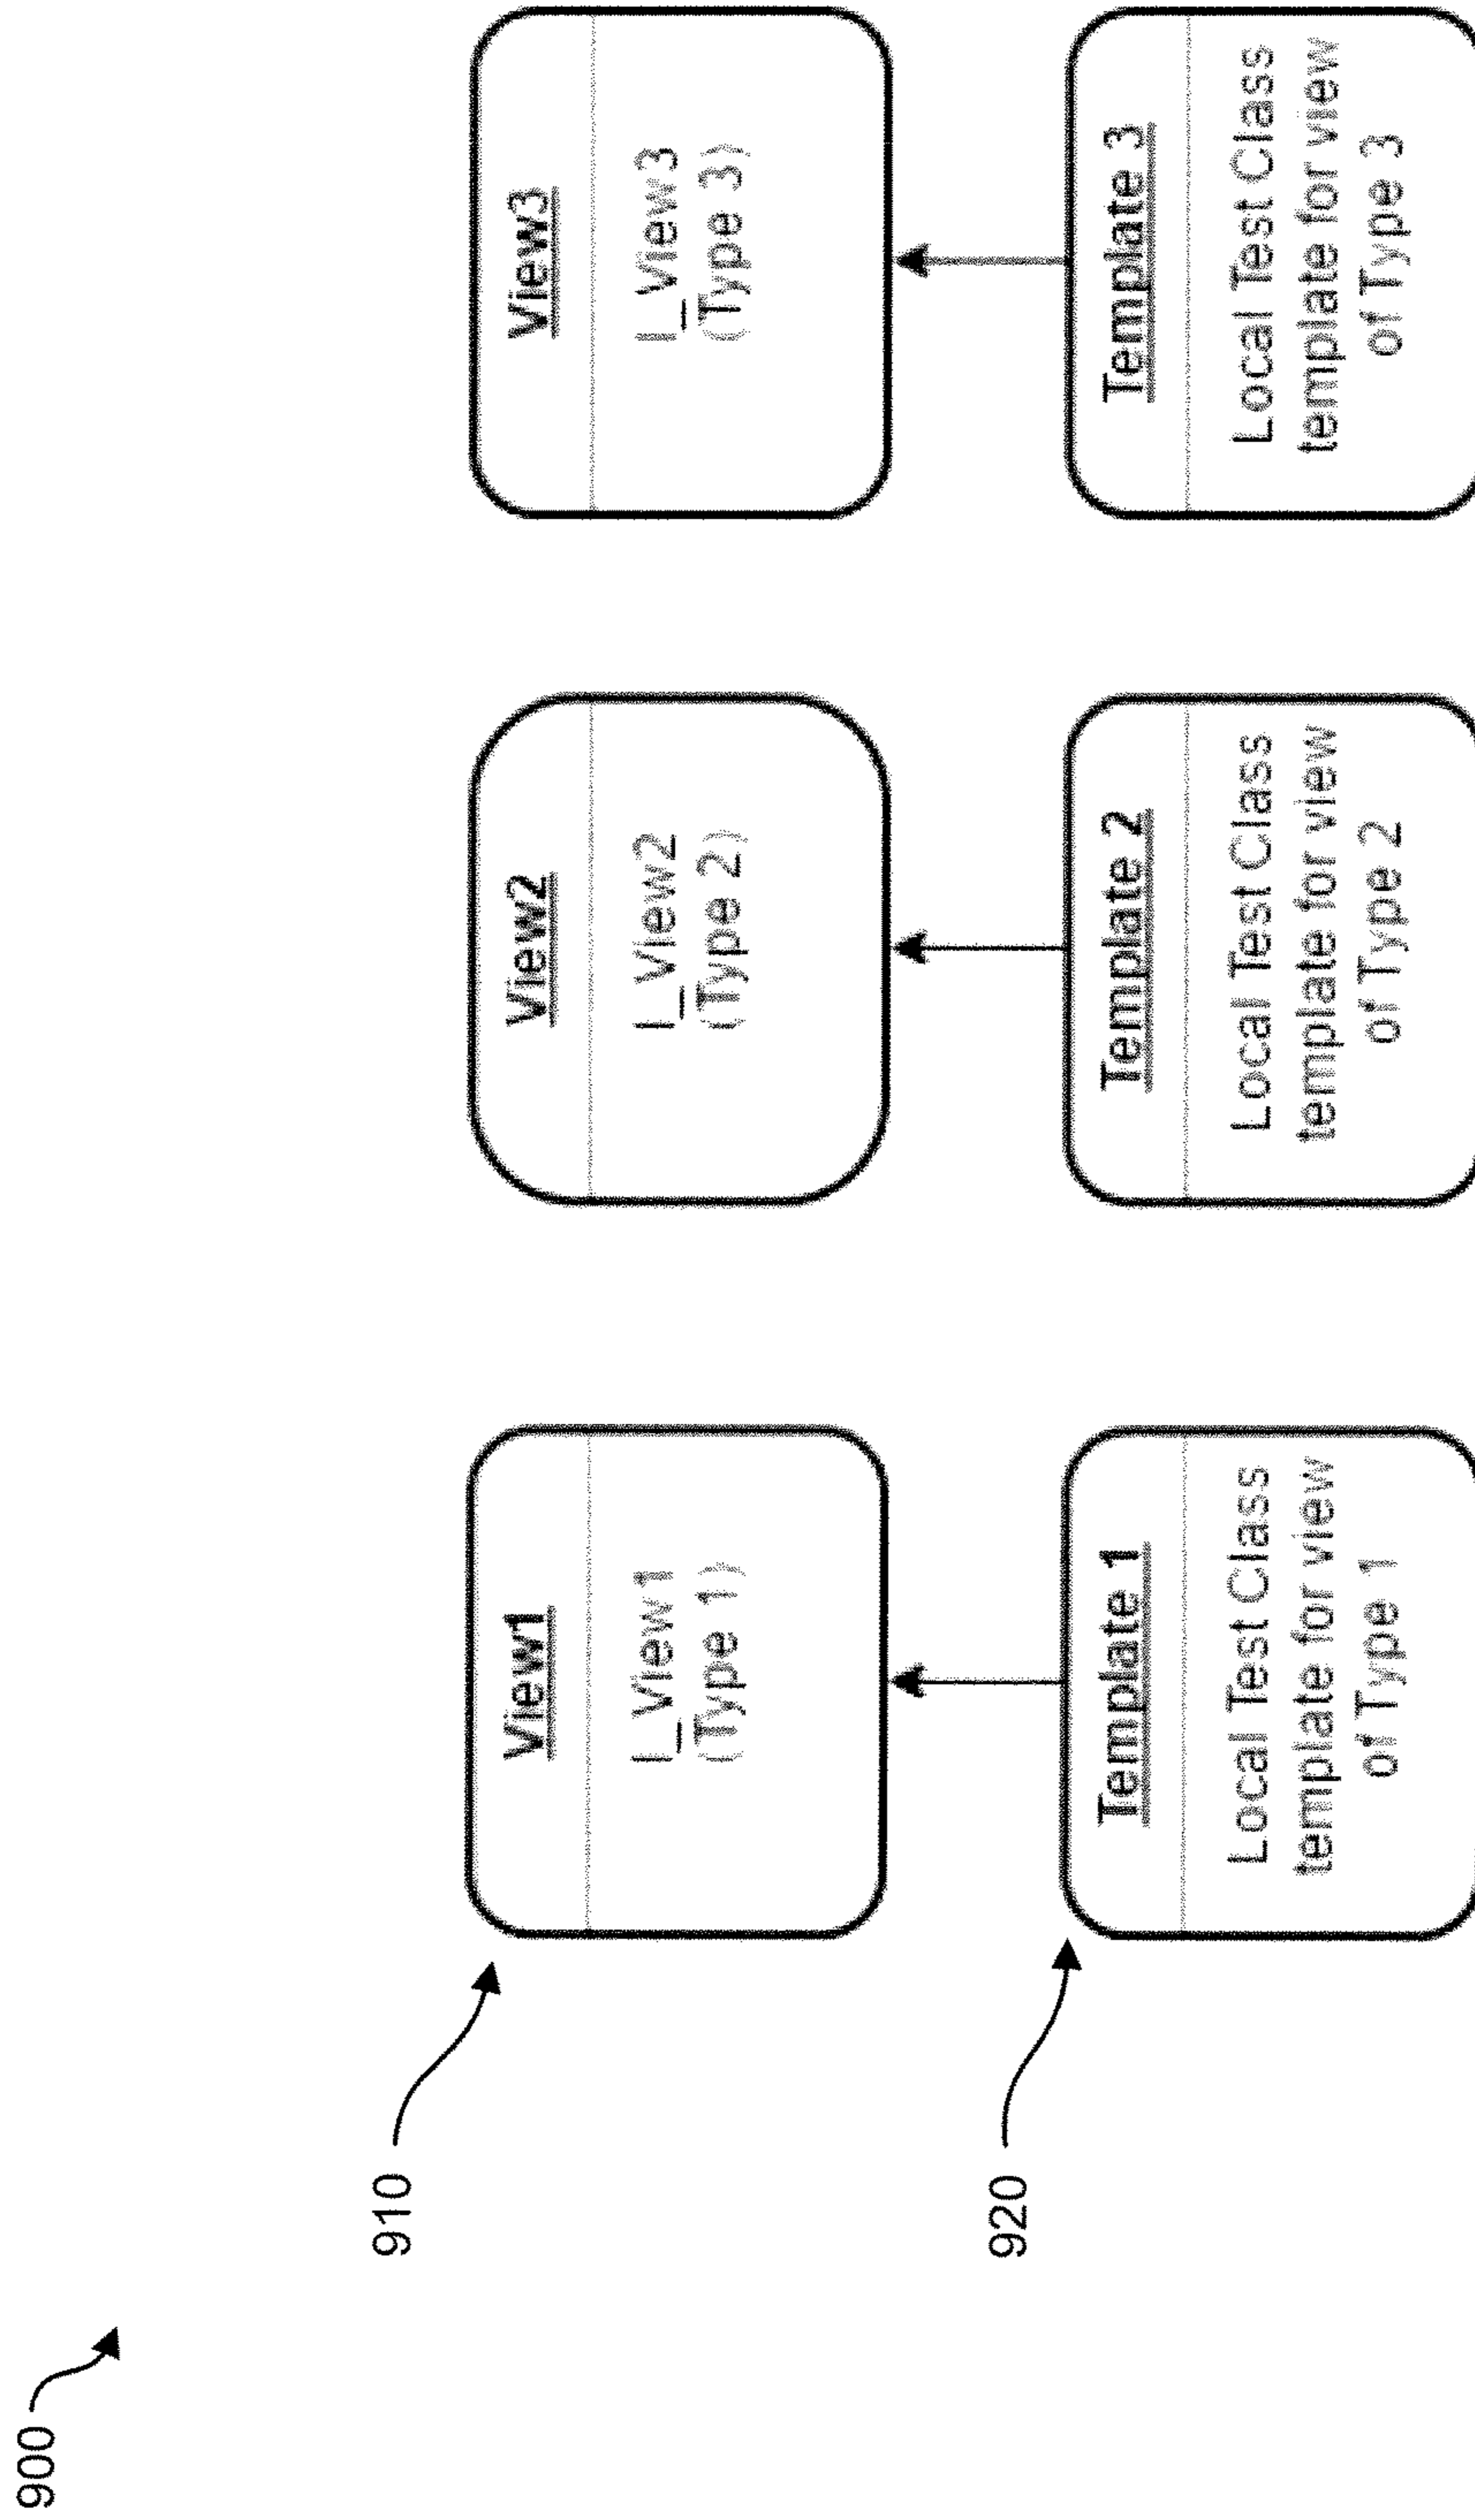 900
910
View1
I_View1
(Type 1)
View2
I_View2
(Type 2)
View3
I_View3
(Type 3)
920
Template 1
Local Test Class
template for view
of Type 1
Template 2
Local Test Class
template for view
of Type 2
Template 3
Local Test Class
template for view
of Type 3